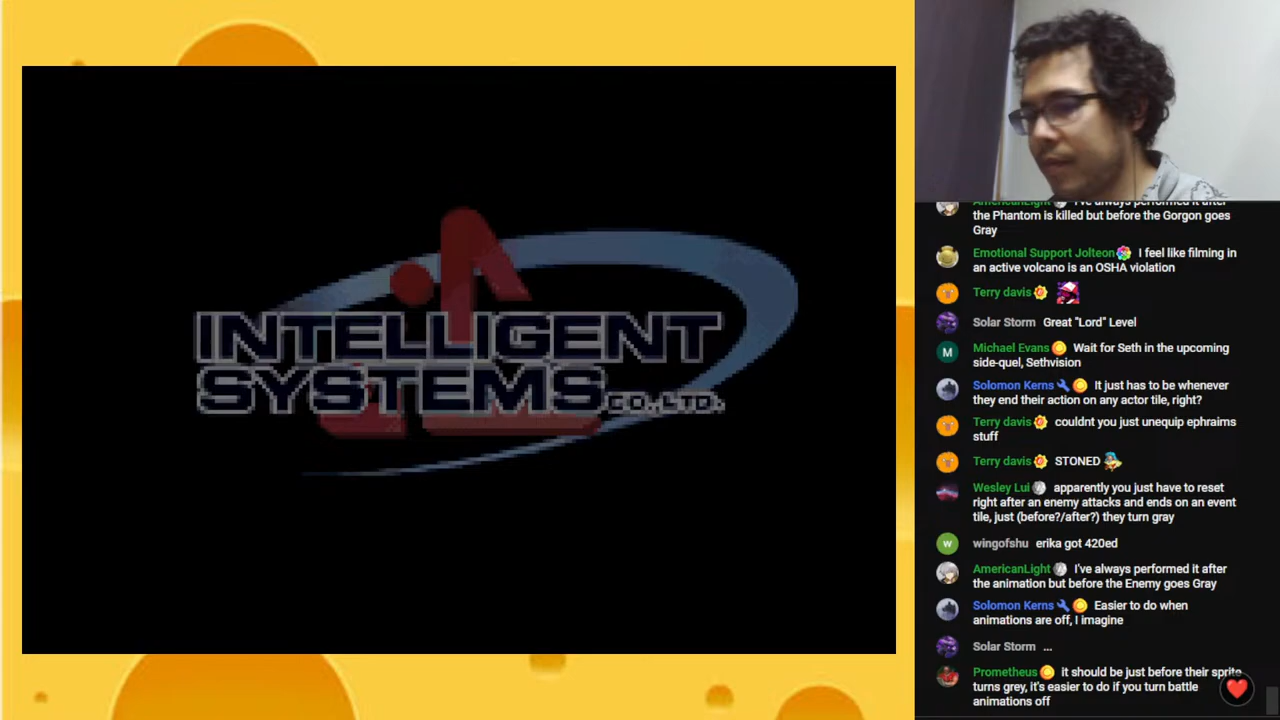 INTELLIGENT
SYSTEMS CO., LTD.
AmericanLight I've always performed it after
the Phantom is killed but before the Gorgon goes
Gray
Emotional Support Jolteon I feel like filming in
an active volcano is an OSHA violation
Terry davis
Solar Storm Great "Lord" Level
M
Michael Evans Wait for Seth in the upcoming
side-quel, Sethvision
Solomon Kerns It just has to be whenever
they end their action on any actor tile, right?
Terry davis couldnt you just unequip ephraims
stuff
Terry davis STONED
Wesley Lui apparently you just have to reset
right after an enemy attacks and ends on an event
tile, just (before?/after?) they turn gray
w
wingofshu erika got 420ed
AmericanLight I've always performed it after
the animation but before the Enemy goes Gray
Solomon Kerns Easier to do when
animations are off, I imagine
Solar Storm ...
Prometheus it should be just before their sprite
turns grey, it's easier to do if you turn battle
animations off